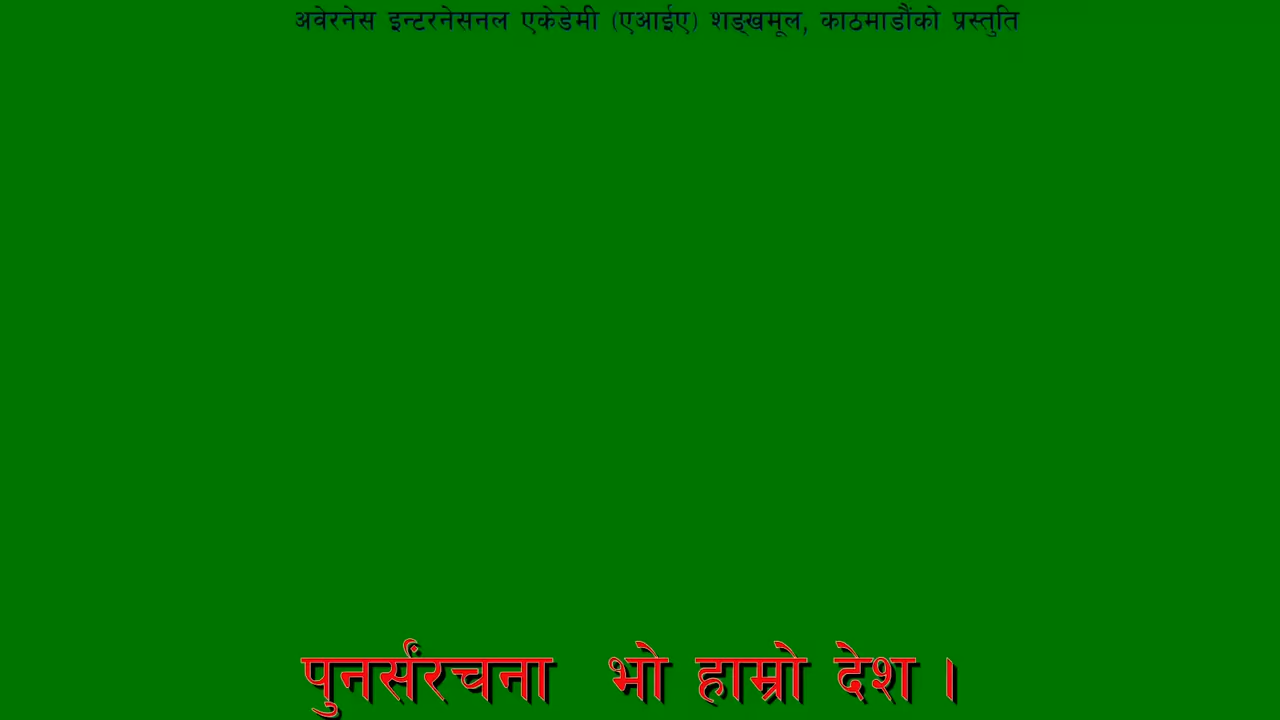 अवेरनेस इन्टरनेसनल एकेडेमी (एआईए) शङ्खमूल, काठमाडौंको प्रस्तुति
पुनर्संरचना भो हाम्रो देश ।